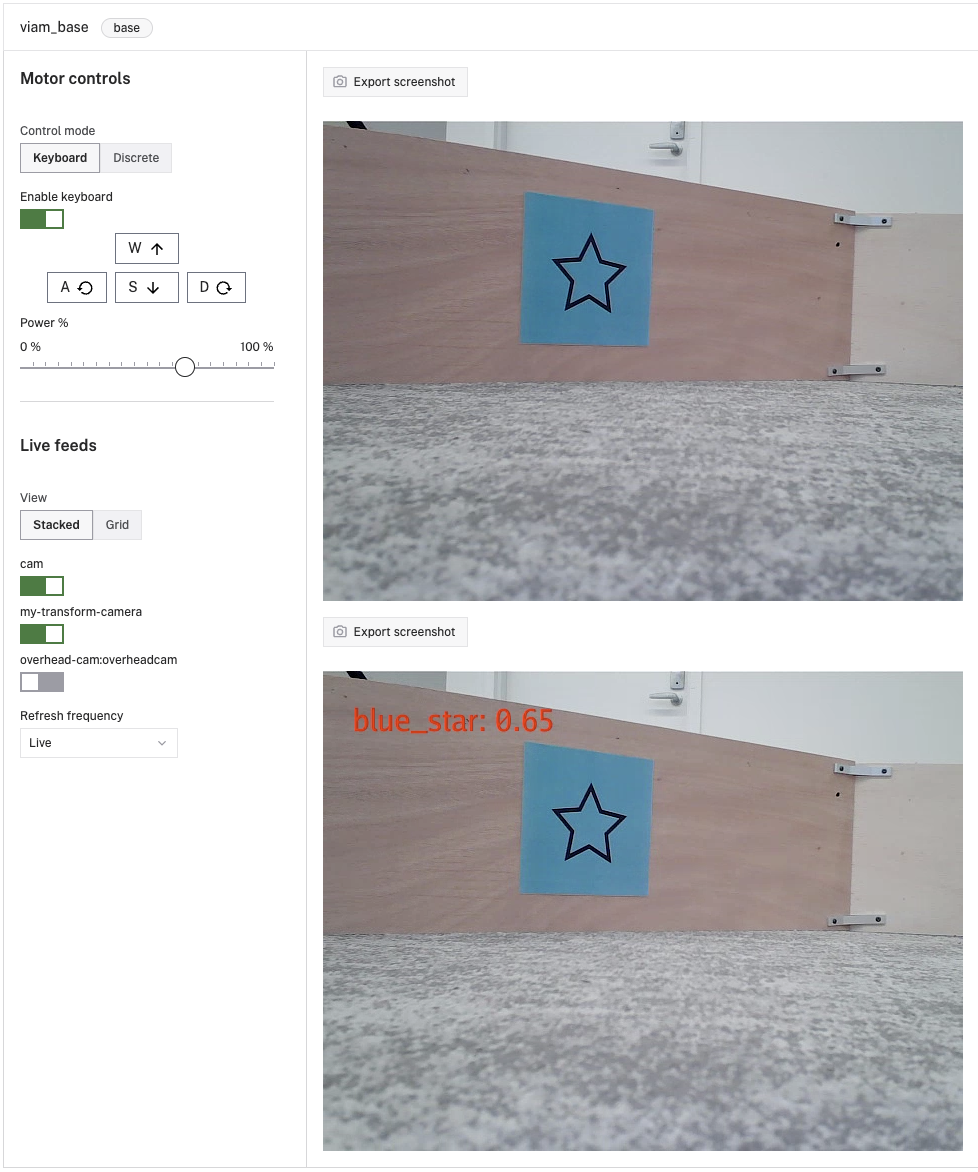 viam_base base
Motor controls
Control mode
Keyboard Discrete
Enable keyboard
W
A S D
Power %
0 % 100 %
Live feeds
View
Stacked Grid
cam
my-transform-camera
overhead-cam:overheadcam
Refresh frequency
Live
Export screenshot
Export screenshot
blue_star: 0.65